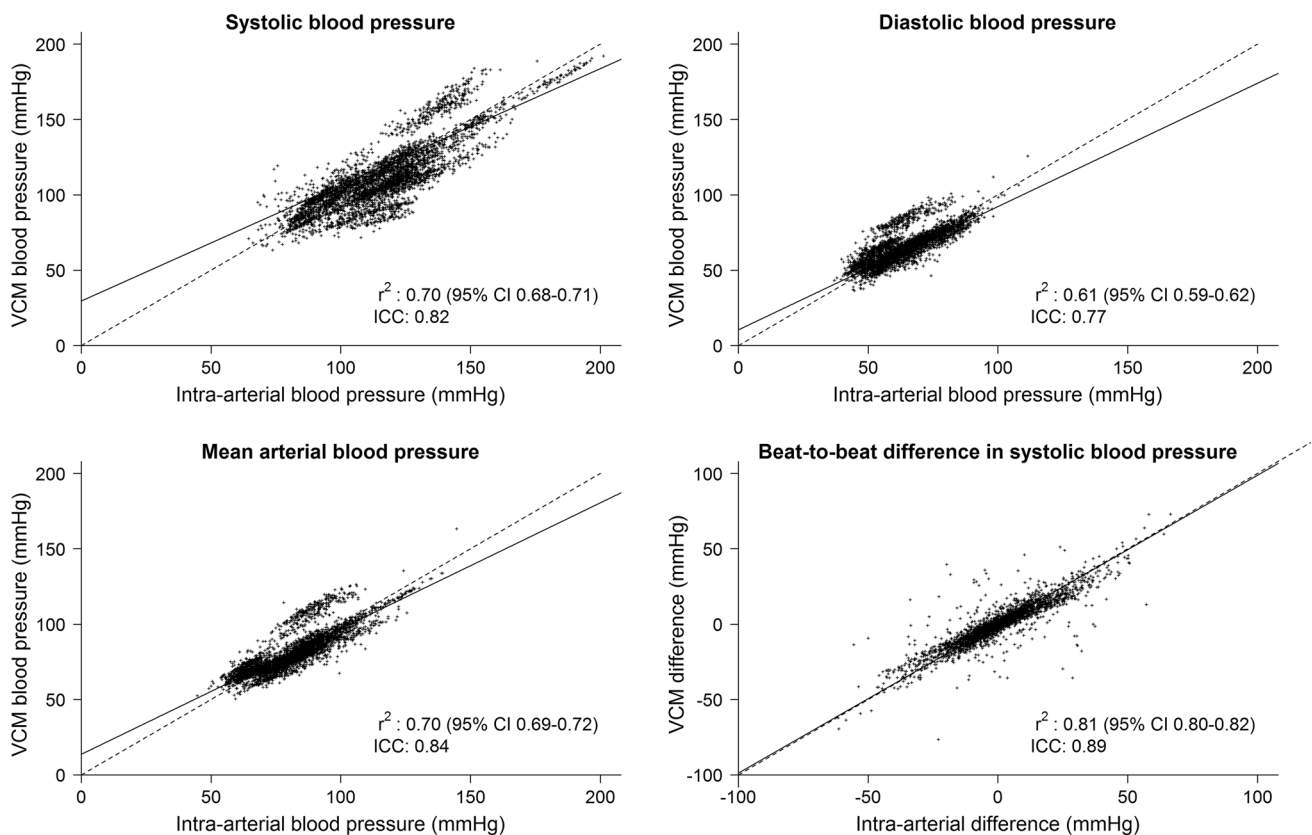 Systolic blood pressure
200
150
100
50
0
VCM blood pressure (mmHg)
r² : 0.70 (95% CI 0.68-0.71)
ICC: 0.82
0 50 100 150 200
Intra-arterial blood pressure (mmHg)
Diastolic blood pressure
200
150
100
50
0
VCM blood pressure (mmHg)
r² : 0.61 (95% CI 0.59-0.62)
ICC: 0.77
0 50 100 150 200
Intra-arterial blood pressure (mmHg)
Mean arterial blood pressure
200
150
100
50
0
VCM blood pressure (mmHg)
r² : 0.70 (95% CI 0.69-0.72)
ICC: 0.84
0 50 100 150 200
Intra-arterial blood pressure (mmHg)
Beat-to-beat difference in systolic blood pressure
100
50
0
-50
-100
VCM difference (mmHg)
r² : 0.81 (95% CI 0.80-0.82)
ICC: 0.89
-100 -50 0 50 100
Intra-arterial difference (mmHg)